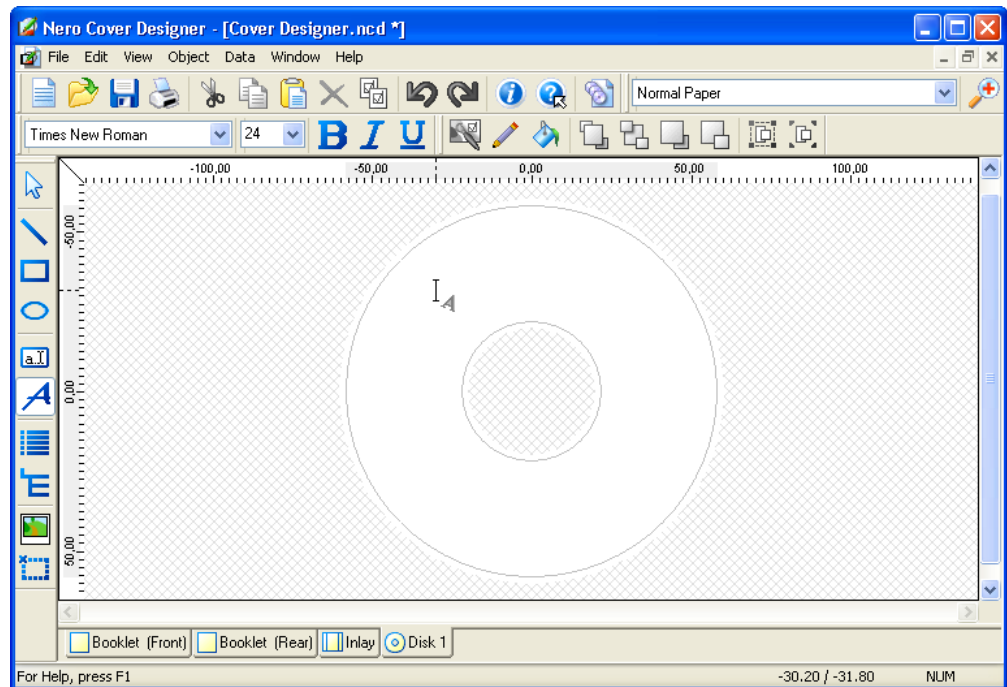 Nero Cover Designer - [Cover Designer.ncd *]
File Edit View Object Data Window Help
Normal Paper
Times New Roman 24 B I U
-100,00 -50,00 0,00 50,00 100,00
-50,00
a.I
A
0,00
E
50,00
Booklet (Front) Booklet (Rear) Inlay Disk 1
For Help, press F1 -30.20 / -31.80 NUM